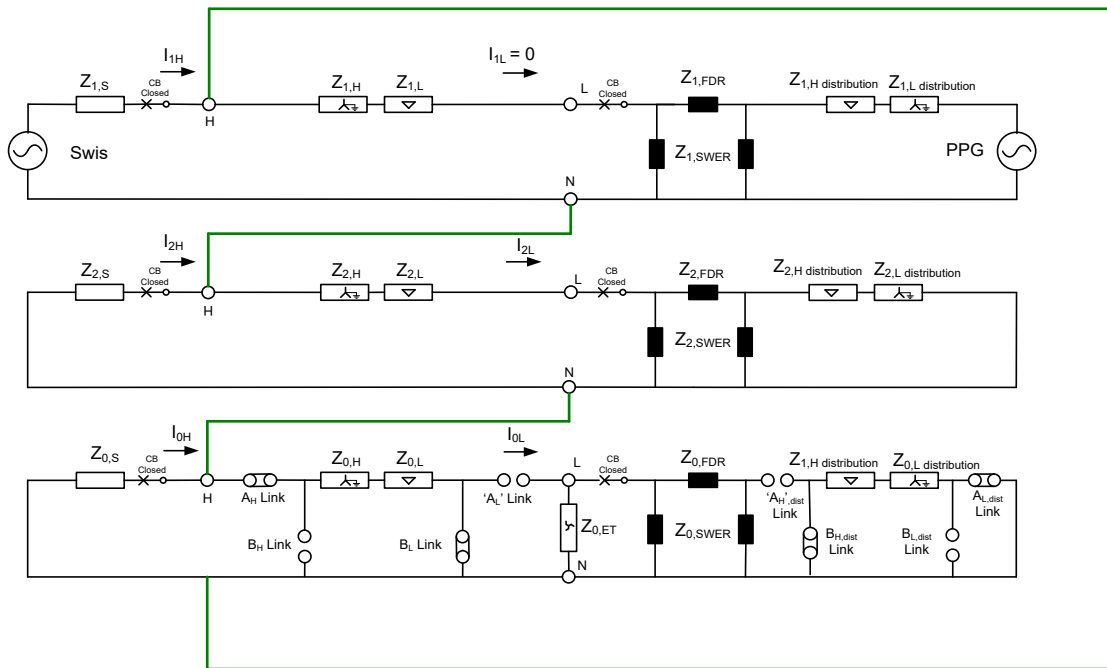 I1H
I1L = 0
Z1,S
CB
Closed
H
Z1,H
Z1,L
L
CB
Closed
Z1,FDR
Z1,H distribution
Z1,L distribution
Swis
Z1,SWER
PPG
N
I2H
I2L
Z2,S
CB
Closed
H
Z2,H
Z2,L
L
CB
Closed
Z2,FDR
Z2,H distribution
Z2,L distribution
Z2,SWER
N
I0H
I0L
Z0,S
CB
Closed
H
AH Link
Z0,H
Z0,L
'AL' Link
L
CB
Closed
Z0,FDR
'AH',dist
Link
Z1,H distribution
Z0,L distribution
AL,dist
Link
BH Link
BL Link
Z0,ET
Z0,SWER
BH,dist
Link
BL,dist
Link
N